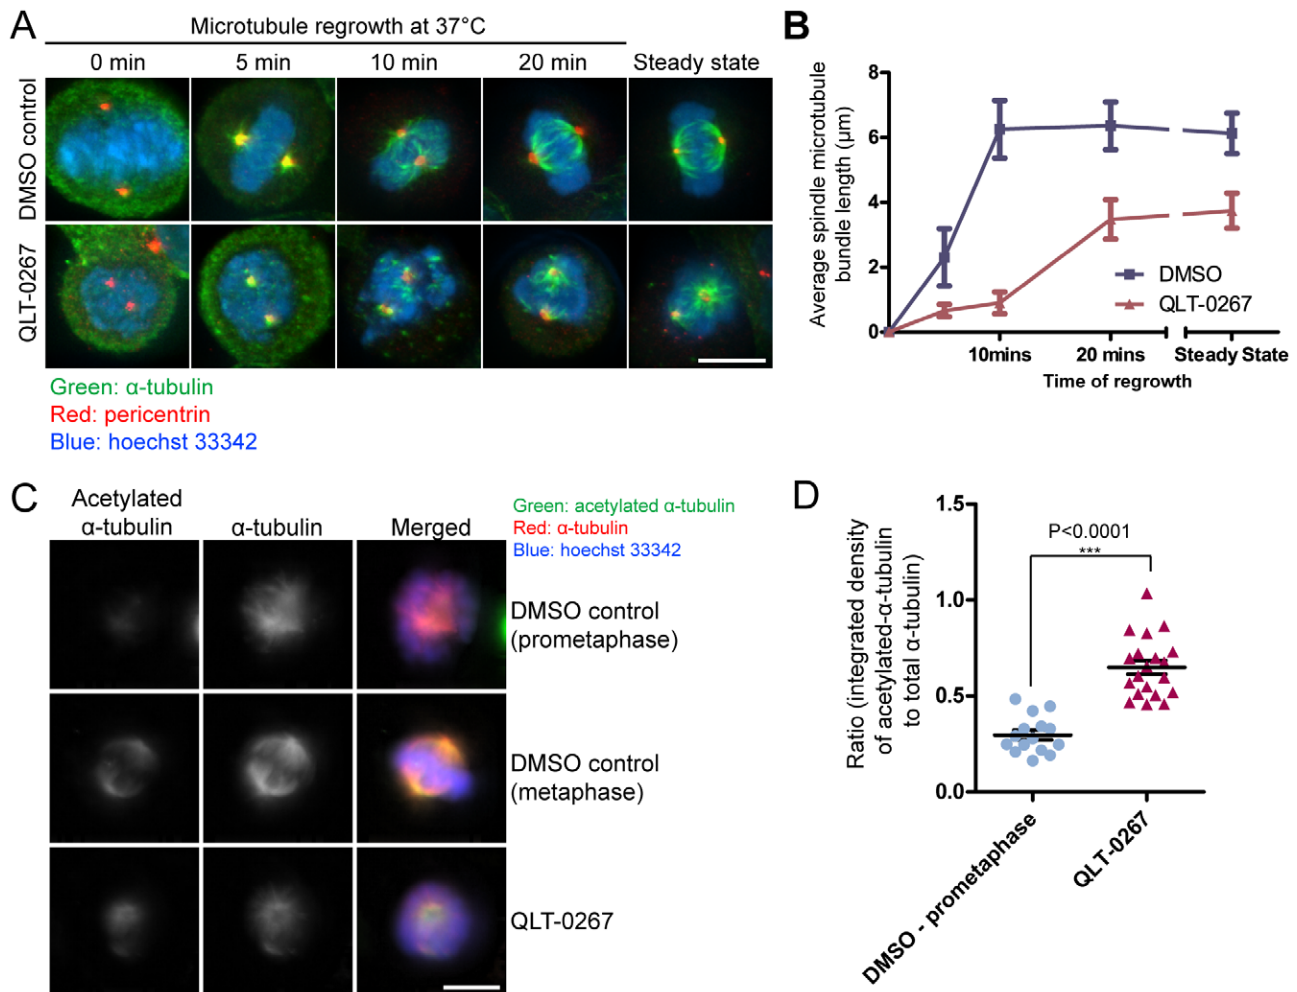 A
Microtubule regrowth at 37°C
0 min 5 min 10 min 20 min Steady state
DMSO control
QLT-0267
Green: α-tubulin
Red: pericentrin
Blue: hoechst 33342
B
Average spindle microtubule
bundle length (µm)
8
6
4
2
0
DMSO
QLT-0267
10mins 20 mins Steady State
Time of regrowth
C
Acetylated
α-tubulin
α-tubulin
Merged
Green: acetylated α-tubulin
Red: α-tubulin
Blue: hoechst 33342
DMSO control
(prometaphase)
DMSO control
(metaphase)
QLT-0267
D
Ratio (integrated density
of acetylated-α-tubulin
to total α-tubulin)
1.5
1.0
0.5
0.0
P<0.0001
***
DMSO - prometaphase
QLT-0267